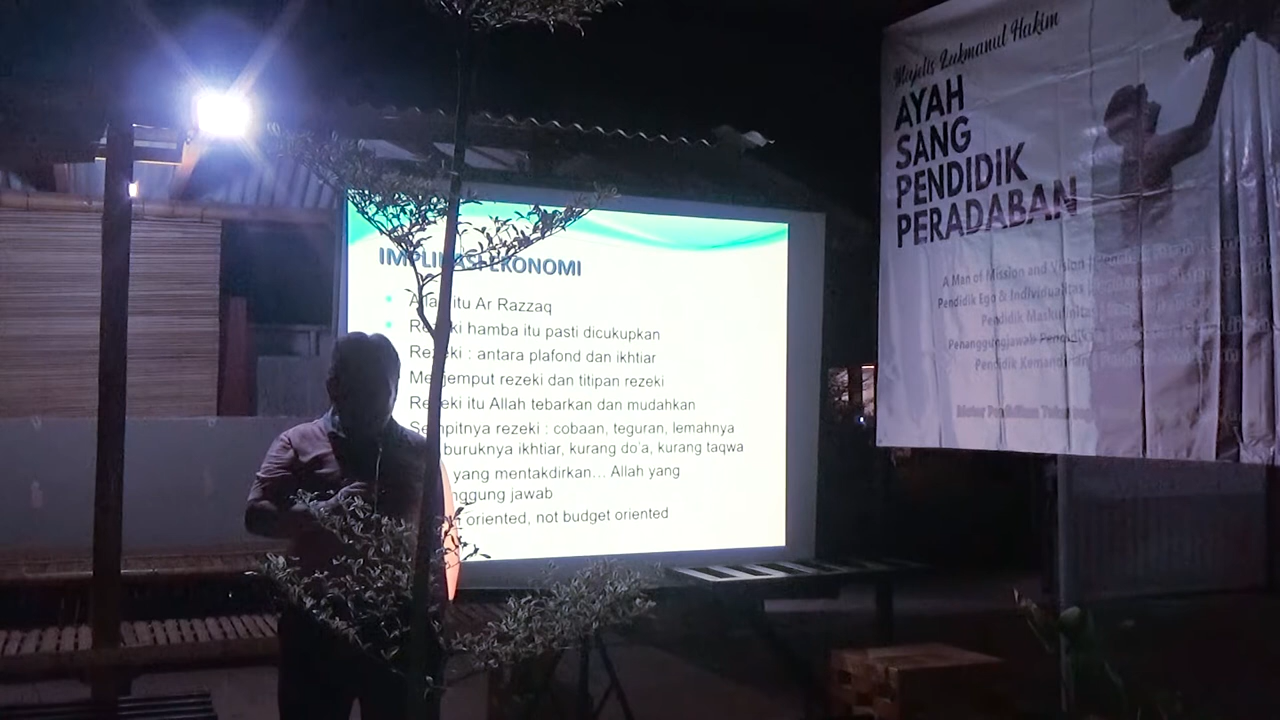 IMPLIKASI EKONOMI
Allah itu Ar Razzaq
Rezeki hamba itu pasti dicukupkan
Rezeki : antara plafond dan ikhtiar
Menjemput rezeki dan titipan rezeki
Rezeki itu Allah tebarkan dan mudahkan
Sempitnya rezeki : cobaan, teguran, lemahnya
buruknya ikhtiar, kurang do'a, kurang taqwa
yang mentakdirkan... Allah yang
nggung jawab
oriented, not budget oriented
Majelis Lukmanul Hakim
AYAH
SANG
PENDIDIK
PERADABAN
A Man of Mission and Vision
Pendidik Ego & Individualitas
Pendidik Maskulinitas
Penanggungjawab Pendidik
Pendidik Kemandirian